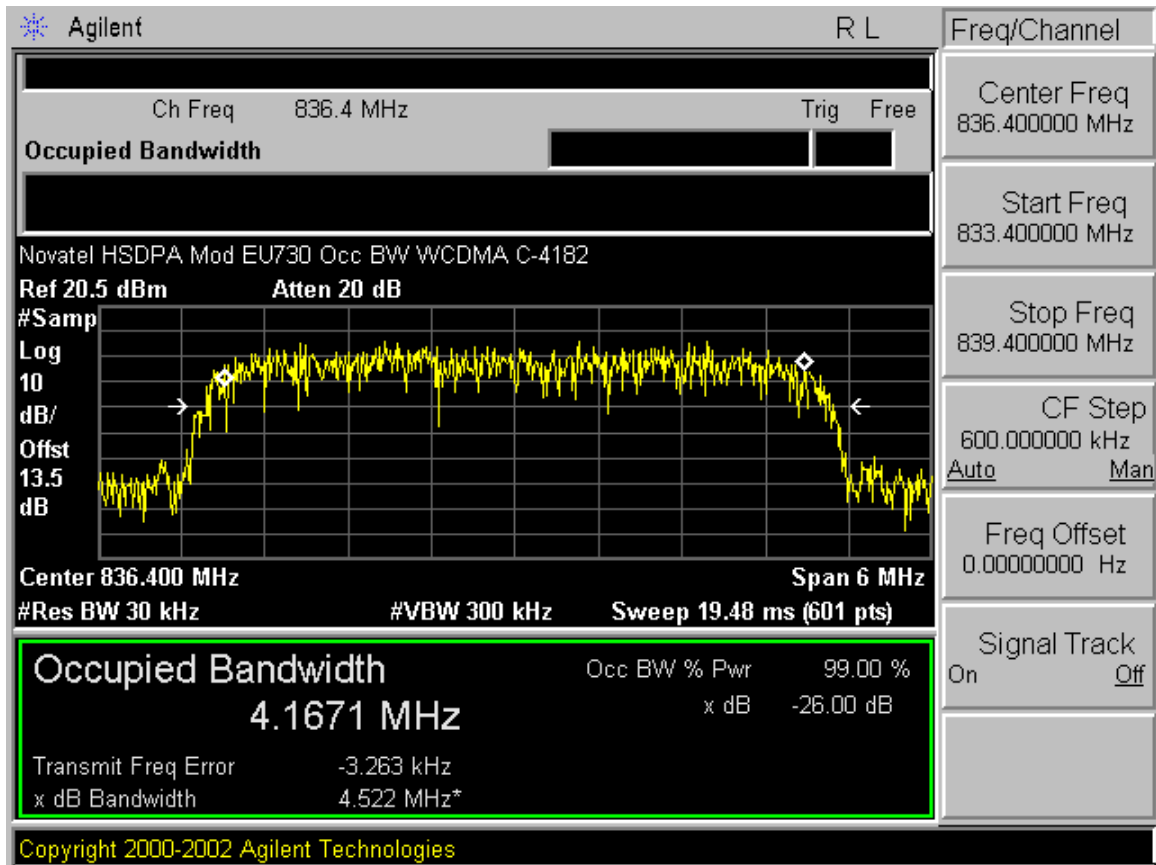 Agilent R L
Ch Freq 836.4 MHz Trig Free
Occupied Bandwidth
Novatel HSDPA Mod EU730 Occ BW WCDMA C-4182
Ref 20.5 dBm Atten 20 dB
#Samp
Log
10
dB/
Offst
13.5
dB
Center 836.400 MHz Span 6 MHz
#Res BW 30 kHz #VBW 300 kHz Sweep 19.48 ms (601 pts)
Occupied Bandwidth
4.1671 MHz
Occ BW % Pwr 99.00 %
x dB -26.00 dB
Transmit Freq Error -3.263 kHz
x dB Bandwidth 4.522 MHz*
Copyright 2000-2002 Agilent Technologies
Freq/Channel
Center Freq
836.400000 MHz
Start Freq
833.400000 MHz
Stop Freq
839.400000 MHz
CF Step
600.000000 kHz
Auto Man
Freq Offset
0.00000000 Hz
Signal Track
On Off